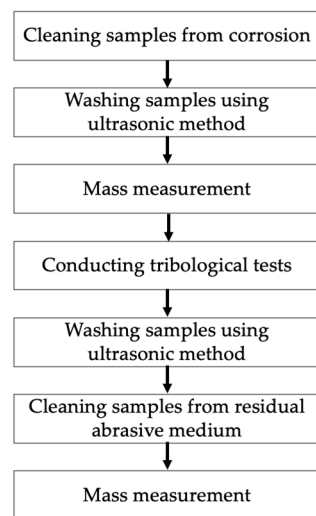 Cleaning samples from corrosion
Washing samples using
ultrasonic method
Mass measurement
Conducting tribological tests
Washing samples using
ultrasonic method
Cleaning samples from residual
abrasive medium
Mass measurement